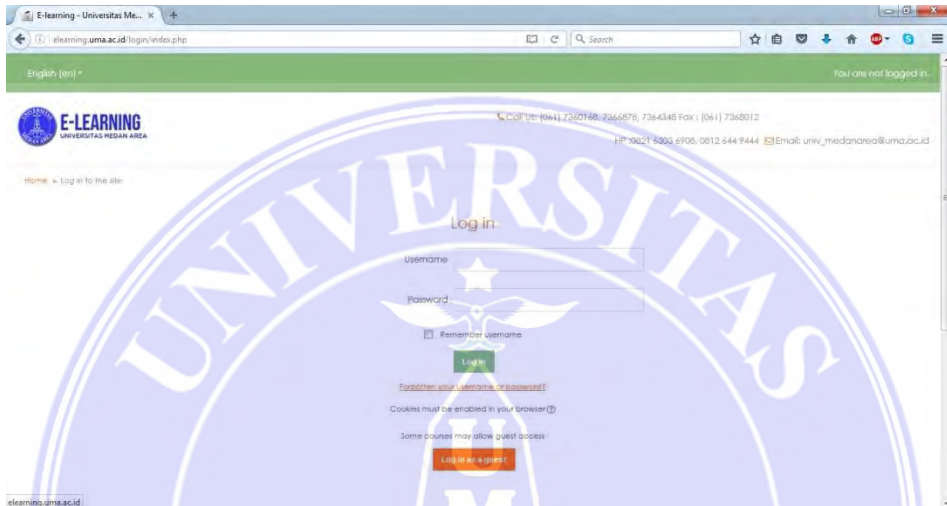 E-learning - Universitas Me...
elearning.uma.ac.id/login/index.php
Search
English (en)
You are not logged in.
E-LEARNING
UNIVERSITAS MEDAN AREA
Call Us: (061) 7360168, 7366878, 7364348 Fax : (061) 7368012
HP :0821 6303 6908, 0812 644 9444 Email: univ_medanarea@uma.ac.id
Home Log in to the site
Log in
Username
Password
Remember username
Log in
Forgotten your username or password?
Cookies must be enabled in your browser
Some courses may allow guest access
Log in as a guest
elearning.uma.ac.id
UNIVERSITAS
U
M